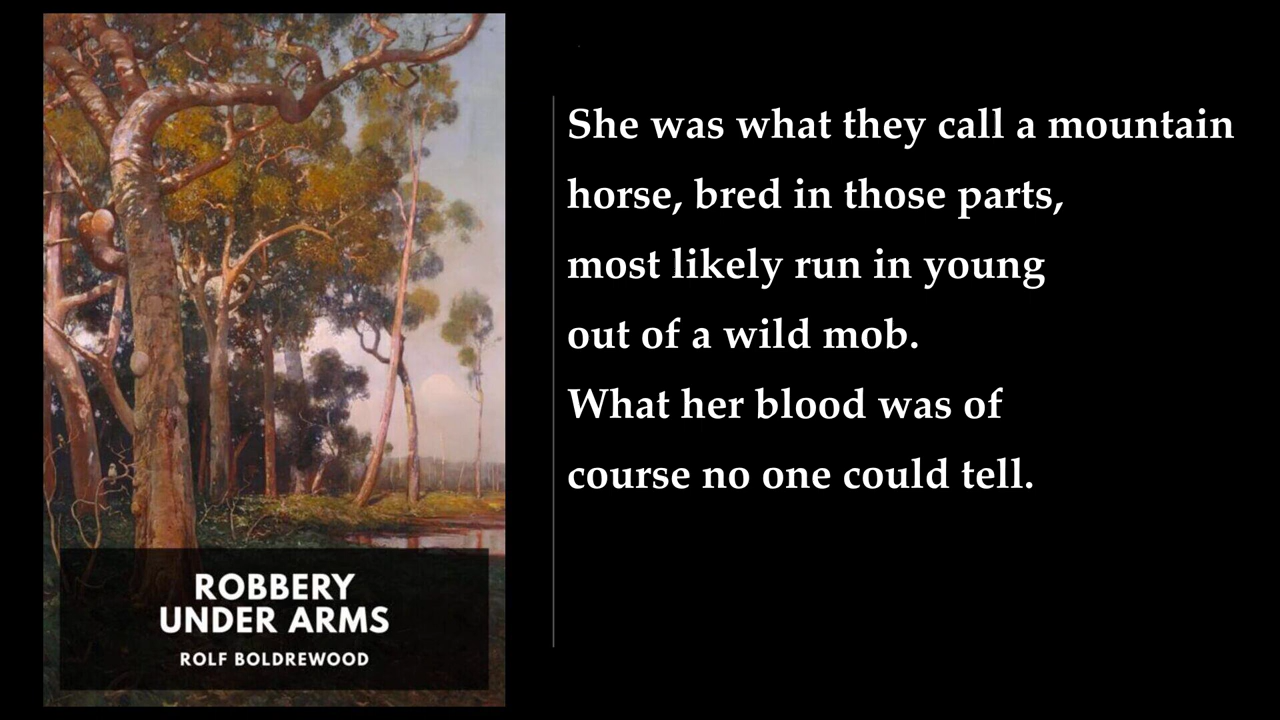 She was what they call a mountain
horse, bred in those parts,
most likely run in young
out of a wild mob.
What her blood was of
course no one could tell.
ROBBERY
UNDER ARMS
ROLF BOLDREWOOD